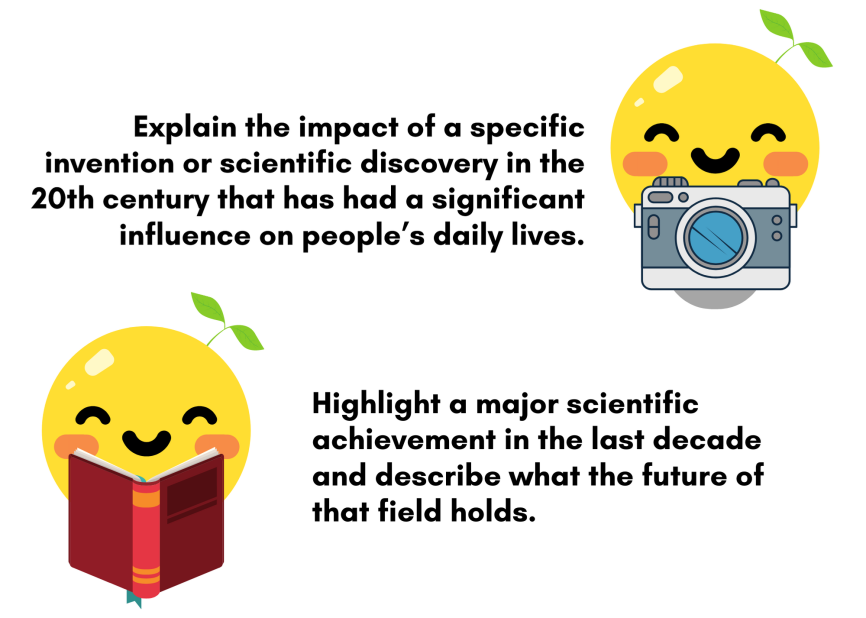 Explain the impact of a specific
invention or scientific discovery in the
20th century that has had a significant
influence on people’s daily lives.
Highlight a major scientific
achievement in the last decade
and describe what the future of
that field holds.